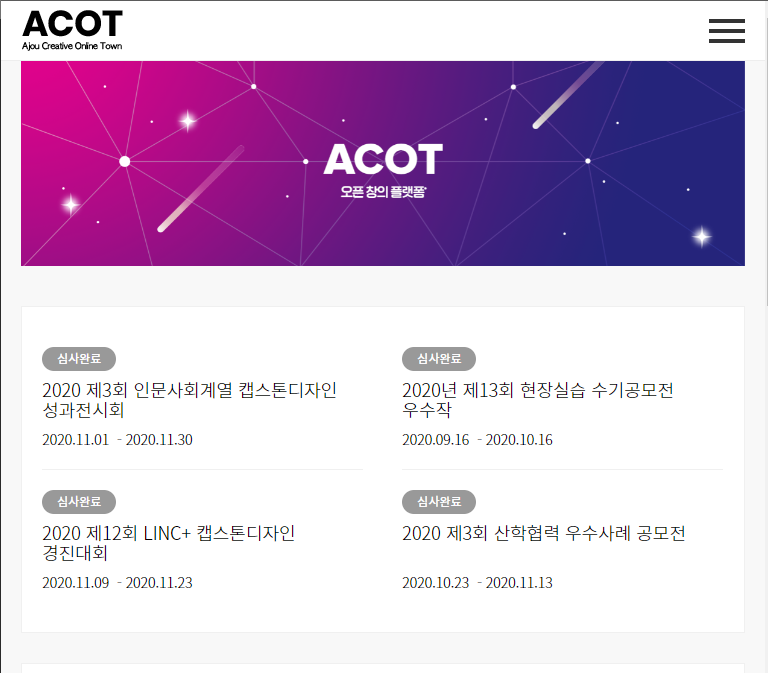 ACOT
Ajou Creative Online Town
ACOT
오픈 창의 플랫폼
심사완료
2020 제3회 인문사회계열 캡스톤디자인
성과전시회
2020.11.01 - 2020.11.30
심사완료
2020년 제13회 현장실습 수기공모전
우수작
2020.09.16 - 2020.10.16
심사완료
2020 제12회 LINC+ 캡스톤디자인
경진대회
2020.11.09 - 2020.11.23
심사완료
2020 제3회 산학협력 우수사례 공모전
2020.10.23 - 2020.11.13